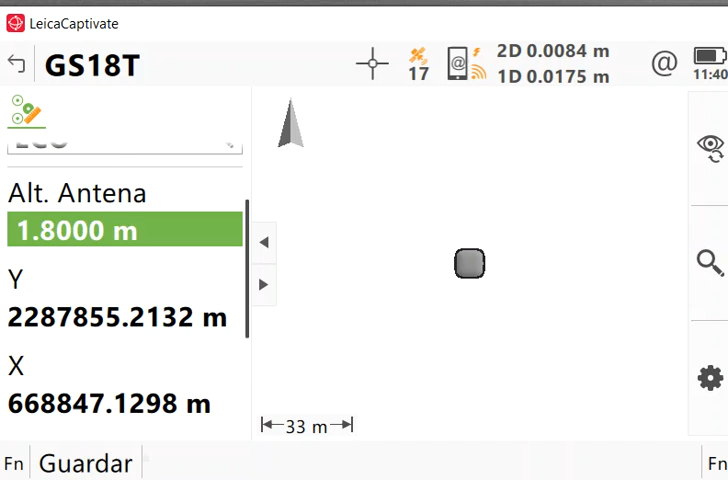 LeicaCaptivate
GS18T
17
@
2D 0.0084 m
1D 0.0175 m
@
11:40
Alt. Antena
1.8000 m
Y
2287855.2132 m
X
668847.1298 m
33 m
Fn
Guardar
Fn